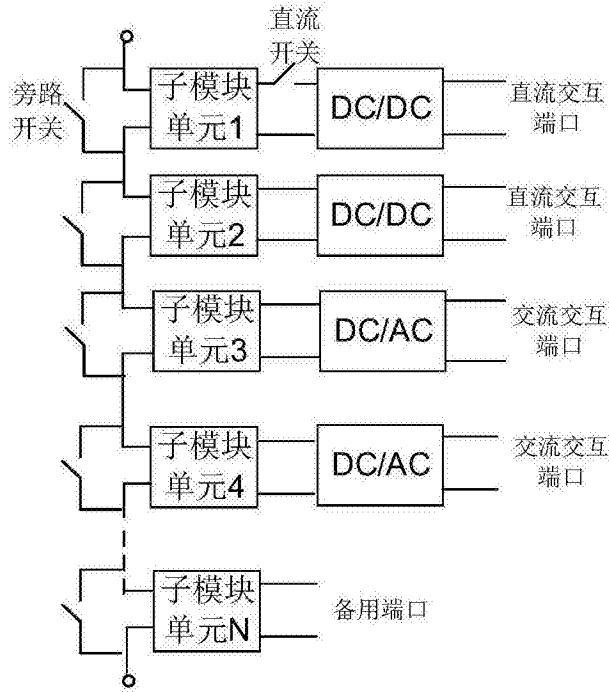 直流
开关
旁路
开关
子模块
单元1
DC/DC
直流交互
端口
子模块
单元2
DC/DC
直流交互
端口
子模块
单元3
DC/AC
交流交互
端口
子模块
单元4
DC/AC
交流交互
端口
子模块
单元N
备用端口